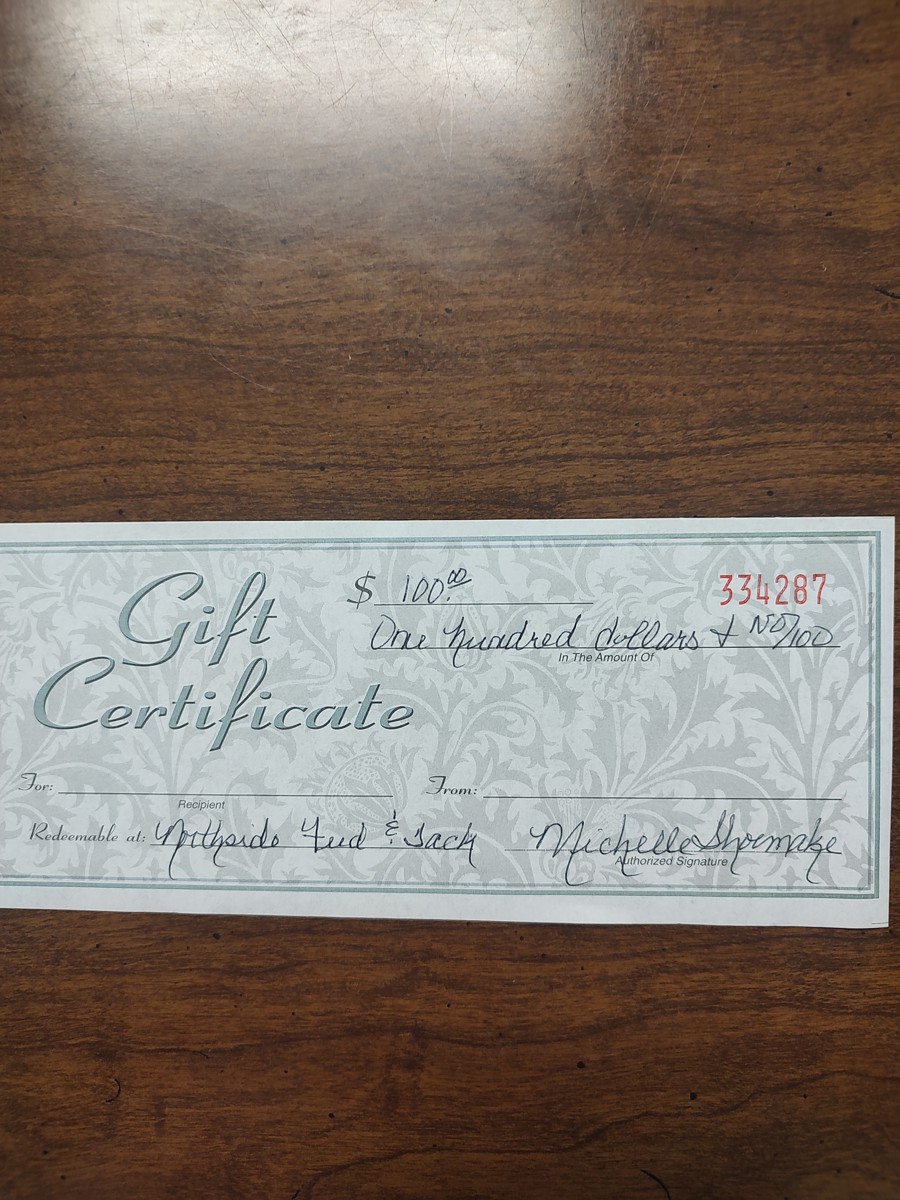 Gift Certificate
$ 100.00
334287
One hundred dollars + NO/100
In The Amount Of
For:
Recipient
From:
Redeemable at: Northside Feed & Tack
Michelle Shoemake
Authorized Signature